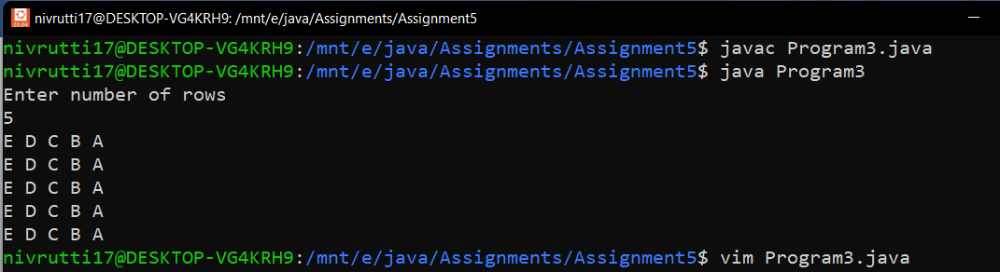 nivrutti17@DESKTOP-VG4KRH9: /mnt/e/java/Assignments/Assignment5
nivrutti17@DESKTOP-VG4KRH9:/mnt/e/java/Assignments/Assignment5$ javac Program3.java
nivrutti17@DESKTOP-VG4KRH9:/mnt/e/java/Assignments/Assignment5$ java Program3
Enter number of rows
5
E D C B A
E D C B A
E D C B A
E D C B A
E D C B A
nivrutti17@DESKTOP-VG4KRH9:/mnt/e/java/Assignments/Assignment5$ vim Program3.java